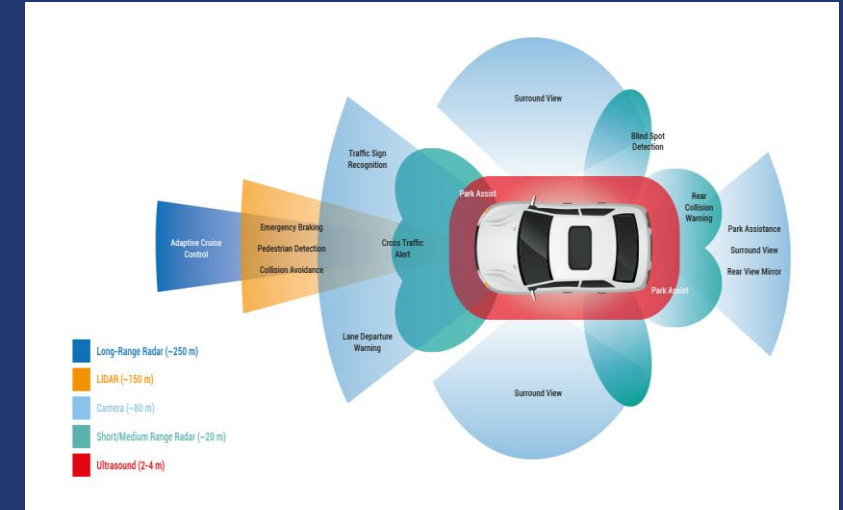 Surround View
Blind Spot
Detection
Traffic Sign
Recognition
Park Assist
Rear
Collision
Warning
Emergency Braking
Pedestrian Detection
Collision Avoidance
Adaptive Cruise
Control
Cross Traffic
Alert
Park Assistance
Surround View
Rear View Mirror
Park Assist
Lane Departure
Warning
Surround View
Long-Range Radar (~250 m)
LIDAR (~150 m)
Camera (~80 m)
Short/Medium Range Radar (~20 m)
Ultrasound (2-4 m)